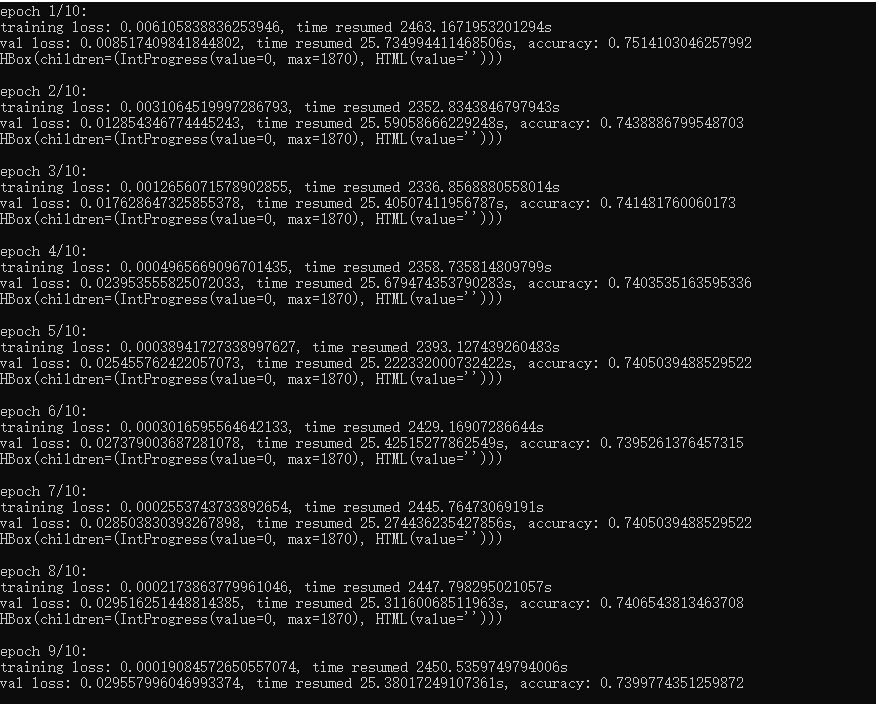 epoch 1/10:
training loss: 0.006105838836253946, time resumed 2463.1671953201294s
val loss: 0.008517409841844802, time resumed 25.734994411468506s, accuracy: 0.7514103046257992
HBox(children=(IntProgress(value=0, max=1870), HTML(value='')))
epoch 2/10:
training loss: 0.0031064519997286793, time resumed 2352.8343846797943s
val loss: 0.012854346774445243, time resumed 25.59058666229248s, accuracy: 0.7438886799548703
HBox(children=(IntProgress(value=0, max=1870), HTML(value='')))
epoch 3/10:
training loss: 0.0012656071578902855, time resumed 2336.8568880558014s
val loss: 0.017628647325855378, time resumed 25.40507411956787s, accuracy: 0.741481760060173
HBox(children=(IntProgress(value=0, max=1870), HTML(value='')))
epoch 4/10:
training loss: 0.0004965669096701435, time resumed 2358.735814809799s
val loss: 0.023953555825072033, time resumed 25.679474353790283s, accuracy: 0.7403535163595336
HBox(children=(IntProgress(value=0, max=1870), HTML(value='')))
epoch 5/10:
training loss: 0.00038941727338997627, time resumed 2393.127439260483s
val loss: 0.025455762422057073, time resumed 25.222332000732422s, accuracy: 0.7405039488529522
HBox(children=(IntProgress(value=0, max=1870), HTML(value='')))
epoch 6/10:
training loss: 0.0003016595564642133, time resumed 2429.16907286644s
val loss: 0.027379003687281078, time resumed 25.42515277862549s, accuracy: 0.7395261376457315
HBox(children=(IntProgress(value=0, max=1870), HTML(value='')))
epoch 7/10:
training loss: 0.0002553743733892654, time resumed 2445.76473069191s
val loss: 0.028503830393267898, time resumed 25.274436235427856s, accuracy: 0.7405039488529522
HBox(children=(IntProgress(value=0, max=1870), HTML(value='')))
epoch 8/10:
training loss: 0.0002173863779961046, time resumed 2447.798295021057s
val loss: 0.029516251448814385, time resumed 25.31160068511963s, accuracy: 0.7406543813463708
HBox(children=(IntProgress(value=0, max=1870), HTML(value='')))
epoch 9/10:
training loss: 0.00019084572650557074, time resumed 2450.5359749794006s
val loss: 0.029557996046993374, time resumed 25.38017249107361s, accuracy: 0.7399774351259872